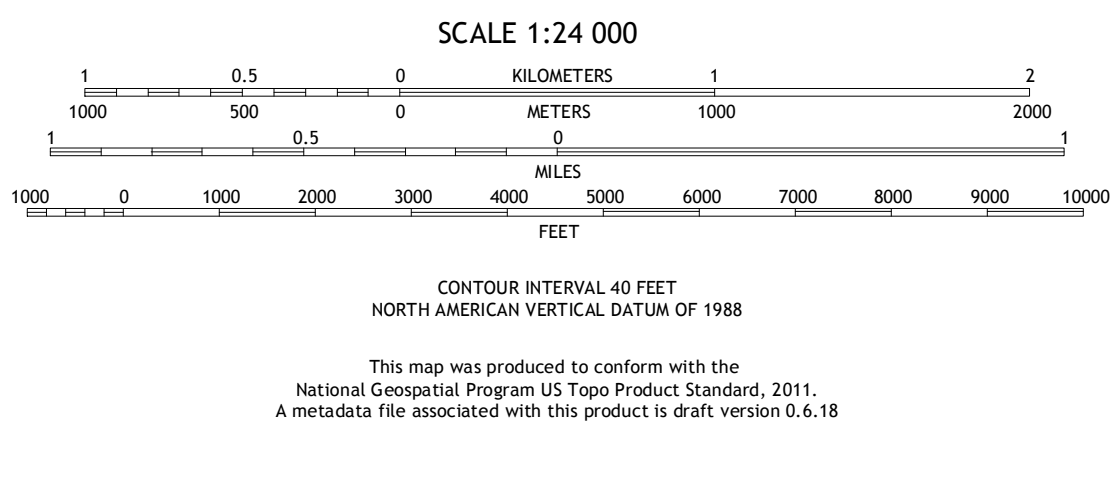 SCALE 1:24 000
1 0.5 0 KILOMETERS 1 2
1000 500 0 METERS 1000 2000
1 0.5 0 1
MILES
1000 0 1000 2000 3000 4000 5000 6000 7000 8000 9000 10000
FEET
CONTOUR INTERVAL 40 FEET
NORTH AMERICAN VERTICAL DATUM OF 1988
This map was produced to conform with the
National Geospatial Program US Topo Product Standard, 2011.
A metadata file associated with this product is draft version 0.6.18